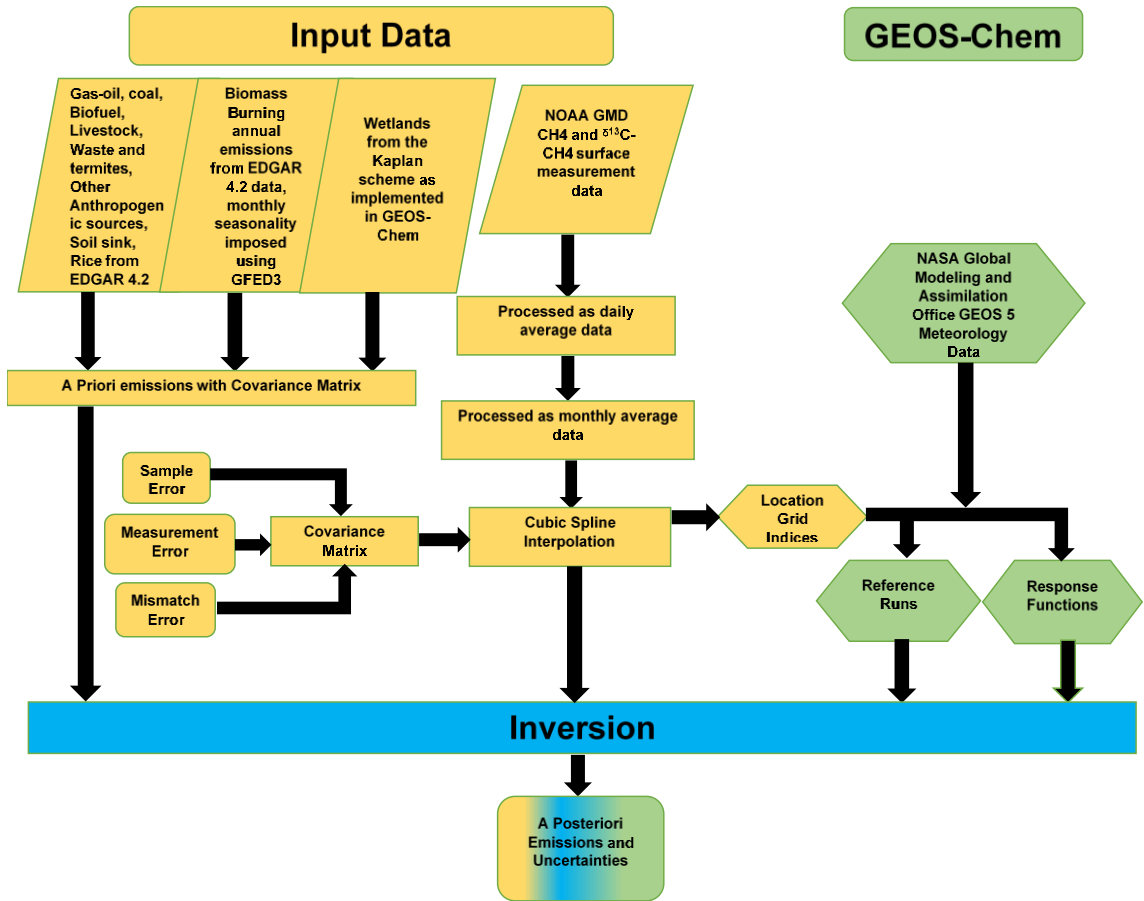 Input Data
GEOS-Chem
Gas-oil, coal,
Biofuel,
Livestock,
Waste and
termites,
Other
Anthropogen
ic sources,
Soil sink,
Rice from
EDGAR 4.2
Biomass
Burning
annual
emissions
from EDGAR
4.2 data,
monthly
seasonality
imposed
using
GFED3
Wetlands
from the
Kaplan
scheme as
implemented
in GEOS-
Chem
NOAA GMD
CH4 and δ¹³C-
CH4 surface
measurement
data
NASA Global
Modeling and
Assimilation
Office GEOS 5
Meteorology
Data
Processed as daily
average data
A Priori emissions with Covariance Matrix
Processed as monthly average
data
Sample
Error
Measurement
Error
Mismatch
Error
Covariance
Matrix
Cubic Spline
Interpolation
Location
Grid
Indices
Reference
Runs
Response
Functions
Inversion
A Posteriori
Emissions and
Uncertainties